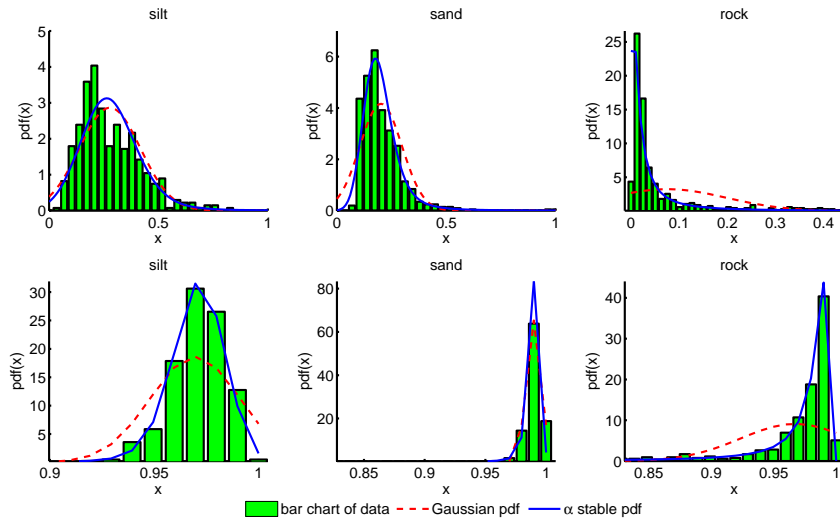 silt
sand
rock
pdf(x)
5
4
3
2
1
0
0
0.5
1
x
pdf(x)
6
4
2
0
0
0.5
1
x
pdf(x)
25
20
15
10
5
0
0.1
0.2
0.3
0.4
x
silt
sand
rock
pdf(x)
30
25
20
15
10
5
0.9
0.95
1
x
80
60
40
20
0.85
0.9
0.95
1
x
pdf(x)
40
30
20
10
0.85
0.9
0.95
1
x
bar chart of data
Gaussian pdf
α stable pdf